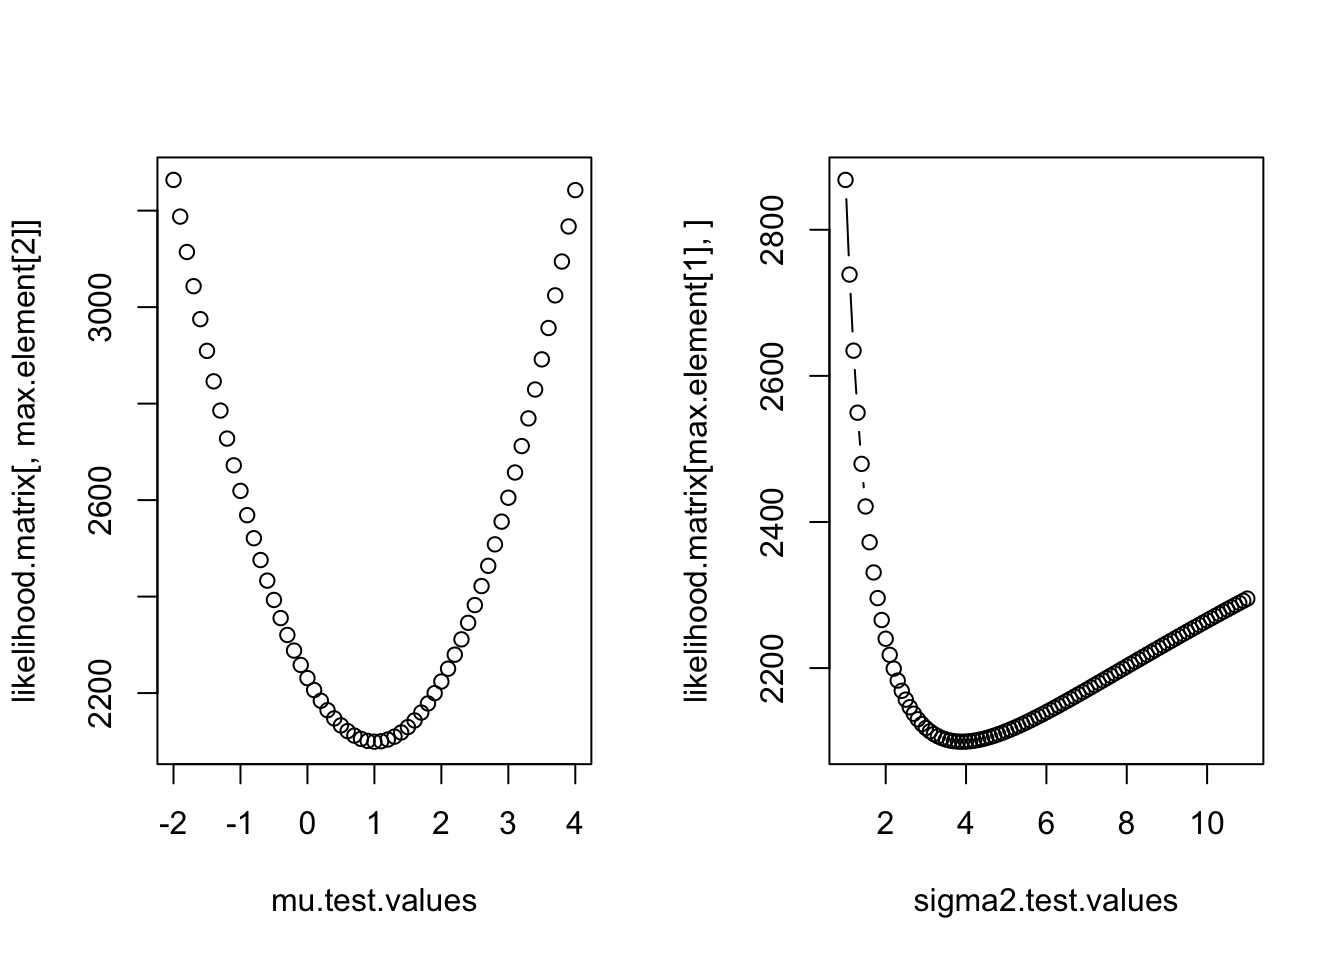 likelihood.matrix[, max.element[2]]
3000
2600
2200
-2 -1 0 1 2 3 4
mu.test.values
likelihood.matrix[max.element[1], ]
2800
2600
2400
2200
2 4 6 8 10
sigma2.test.values